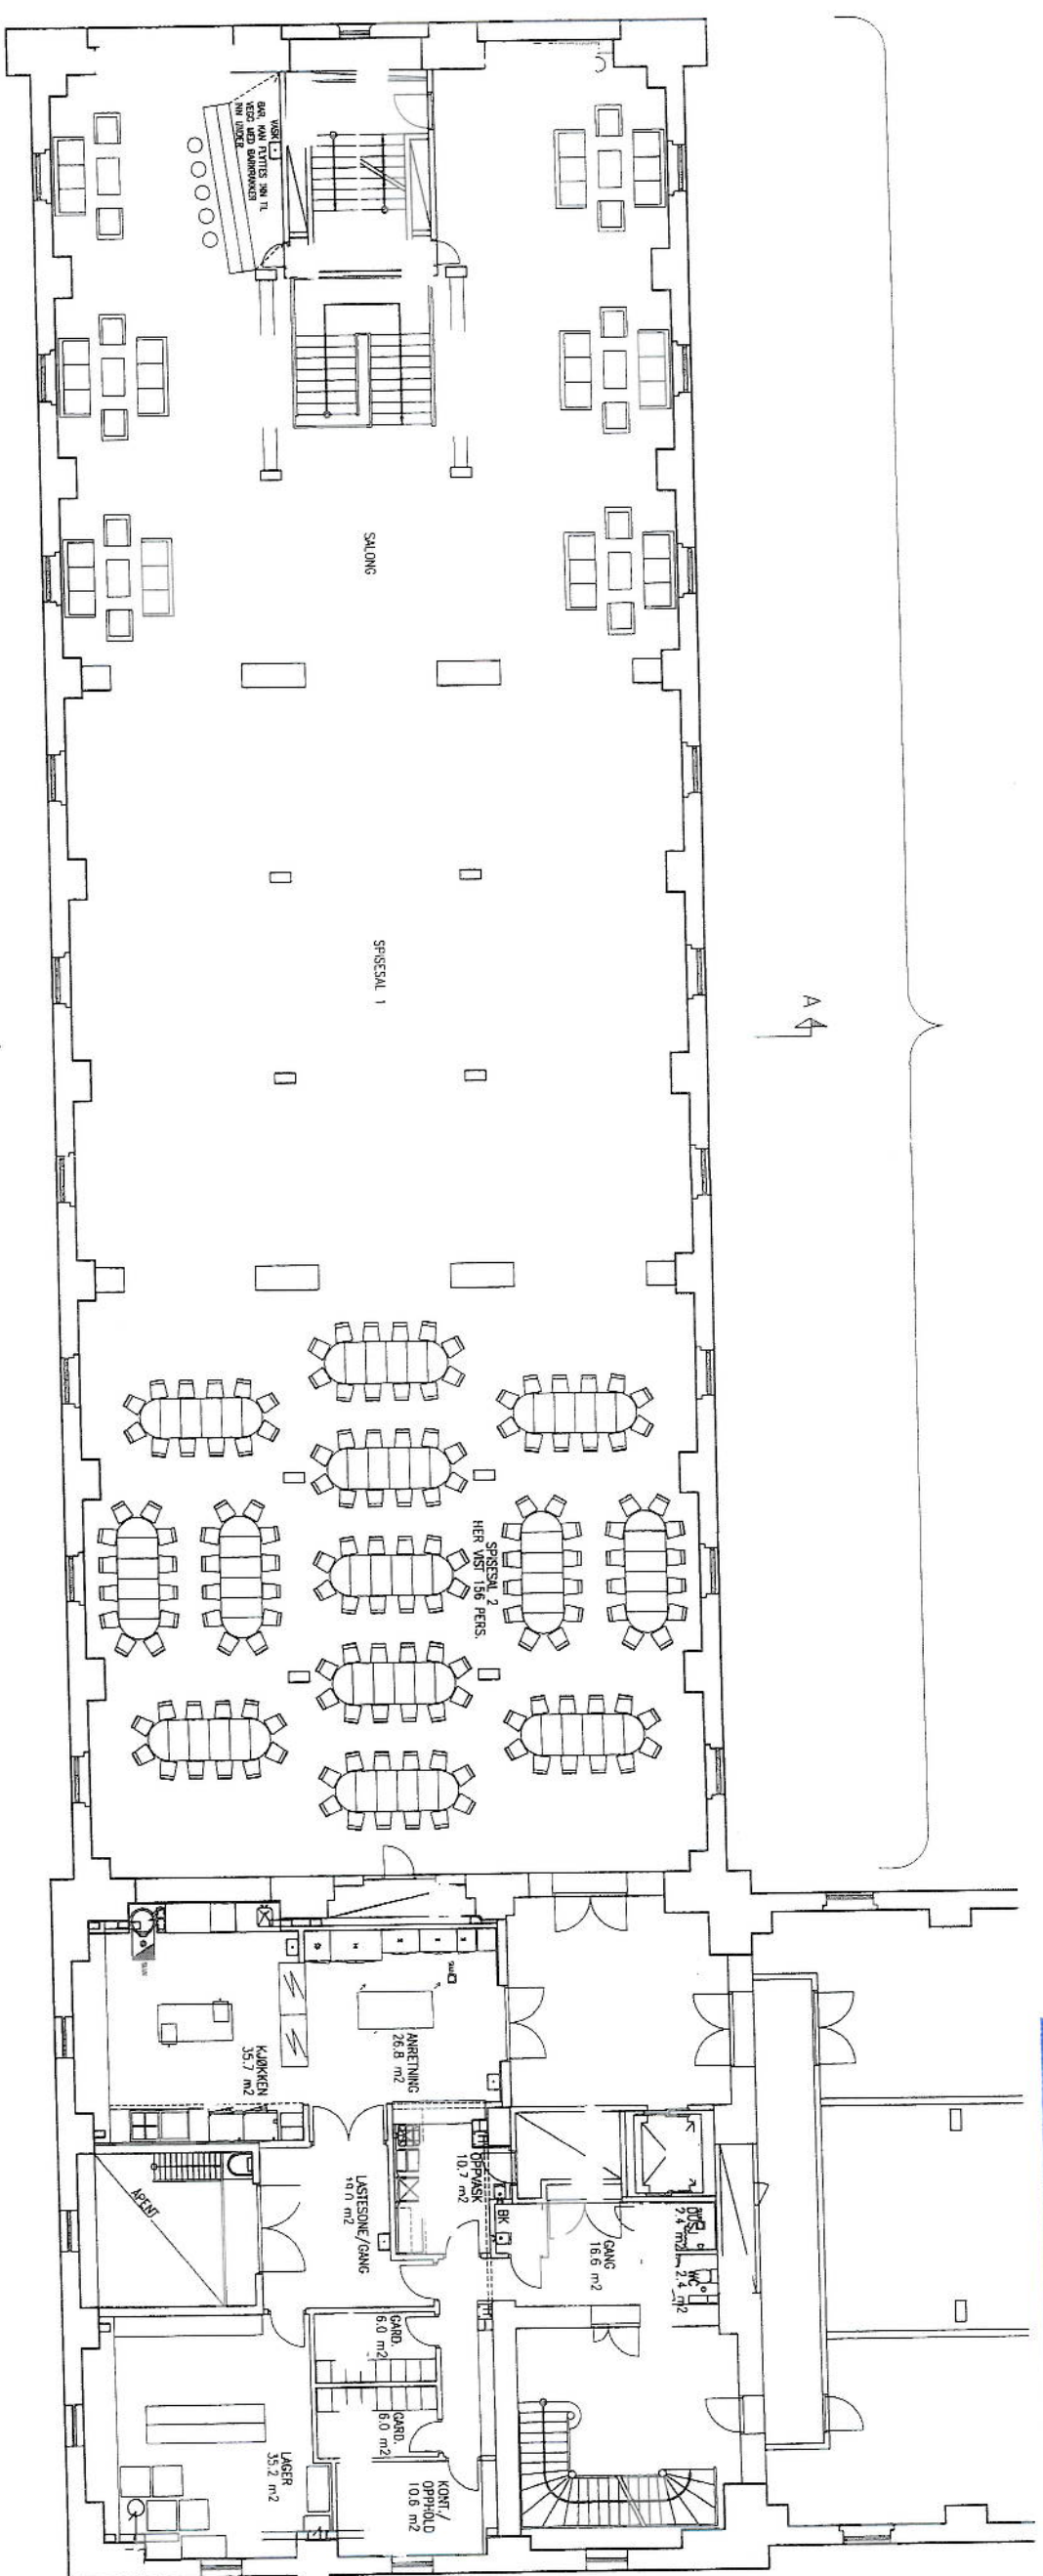 VASK
BAR, KAN FLYTTES INN TIL
VEGG MED BARKRAKKER
INN UNDER
SALONG
SPISESAL 1
A
SPISESAL 2
HER VIST 156 PERS.
KJØKKEN
35.7 m2
ANRETNING
26.8 m2
OPPVASK
10.7 m2
BK
GANG
16.6 m2
DUSJ
2.4 m2
WC
2.4 m2
ÅPENT
LASTESONE/GANG
m2
GARD.
6.0 m2
GARD.
6.0 m2
LAGER
35.2 m2
KONT./
OPPHOLD
10.6 m2